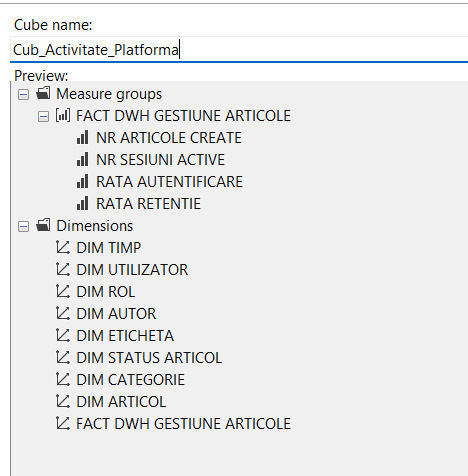 Cube name:
Cub_Activitate_Platforma
Preview:
Measure groups
FACT DWH GESTIUNE ARTICOLE
NR ARTICOLE CREATE
NR SESIUNI ACTIVE
RATA AUTENTIFICARE
RATA RETENTIE
Dimensions
DIM TIMP
DIM UTILIZATOR
DIM ROL
DIM AUTOR
DIM ETICHETA
DIM STATUS ARTICOL
DIM CATEGORIE
DIM ARTICOL
FACT DWH GESTIUNE ARTICOLE